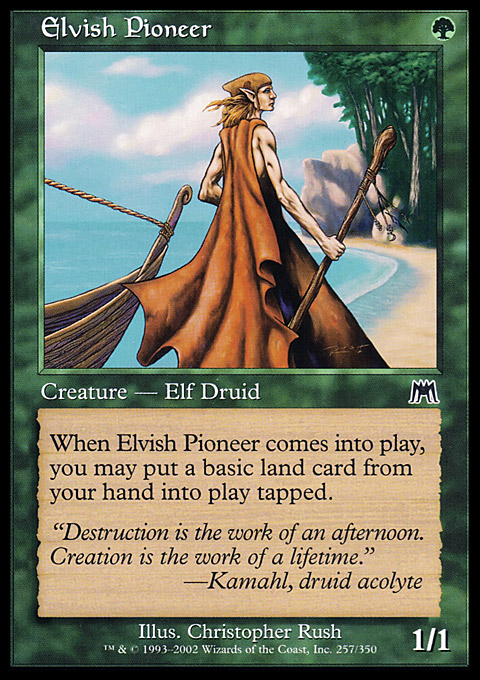 Elvish Pioneer
Creature — Elf Druid
When Elvish Pioneer comes into play,
you may put a basic land card from
your hand into play tapped.
“Destruction is the work of an afternoon.
Creation is the work of a lifetime.”
—Kamahl, druid acolyte
Illus. Christopher Rush
™ & © 1993–2002 Wizards of the Coast, Inc. 257/350
1/1